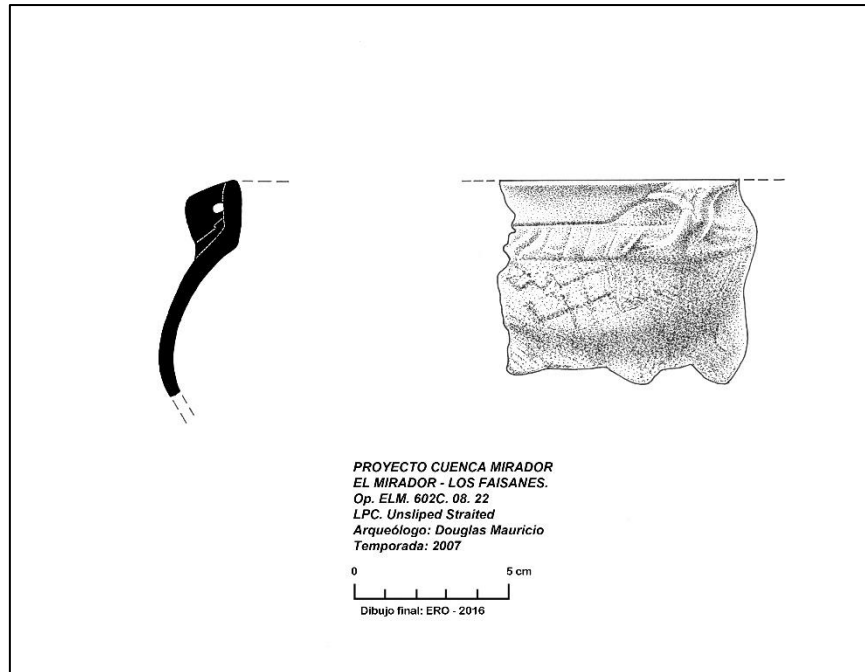 PROYECTO CUENCA MIRADOR
EL MIRADOR - LOS FAISANES.
Op. ELM. 602C. 08. 22
LPC. Unsliped Straited
Arqueólogo: Douglas Mauricio
Temporada: 2007
0 5 cm
Dibujo final: ERO - 2016